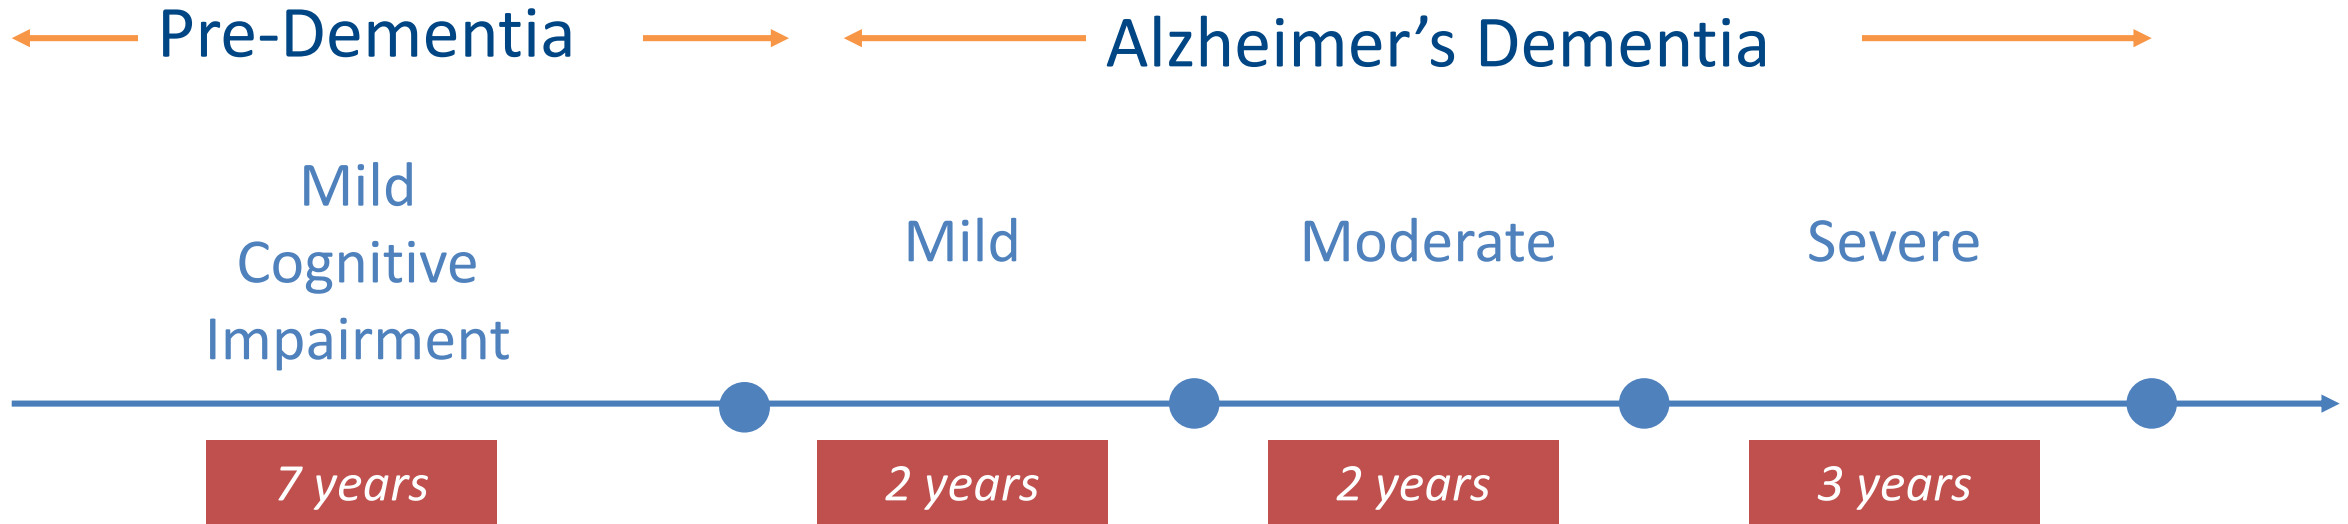 Pre-Dementia
Alzheimer’s Dementia
Mild
Cognitive
Impairment
Mild
Moderate
Severe
7 years
2 years
2 years
3 years